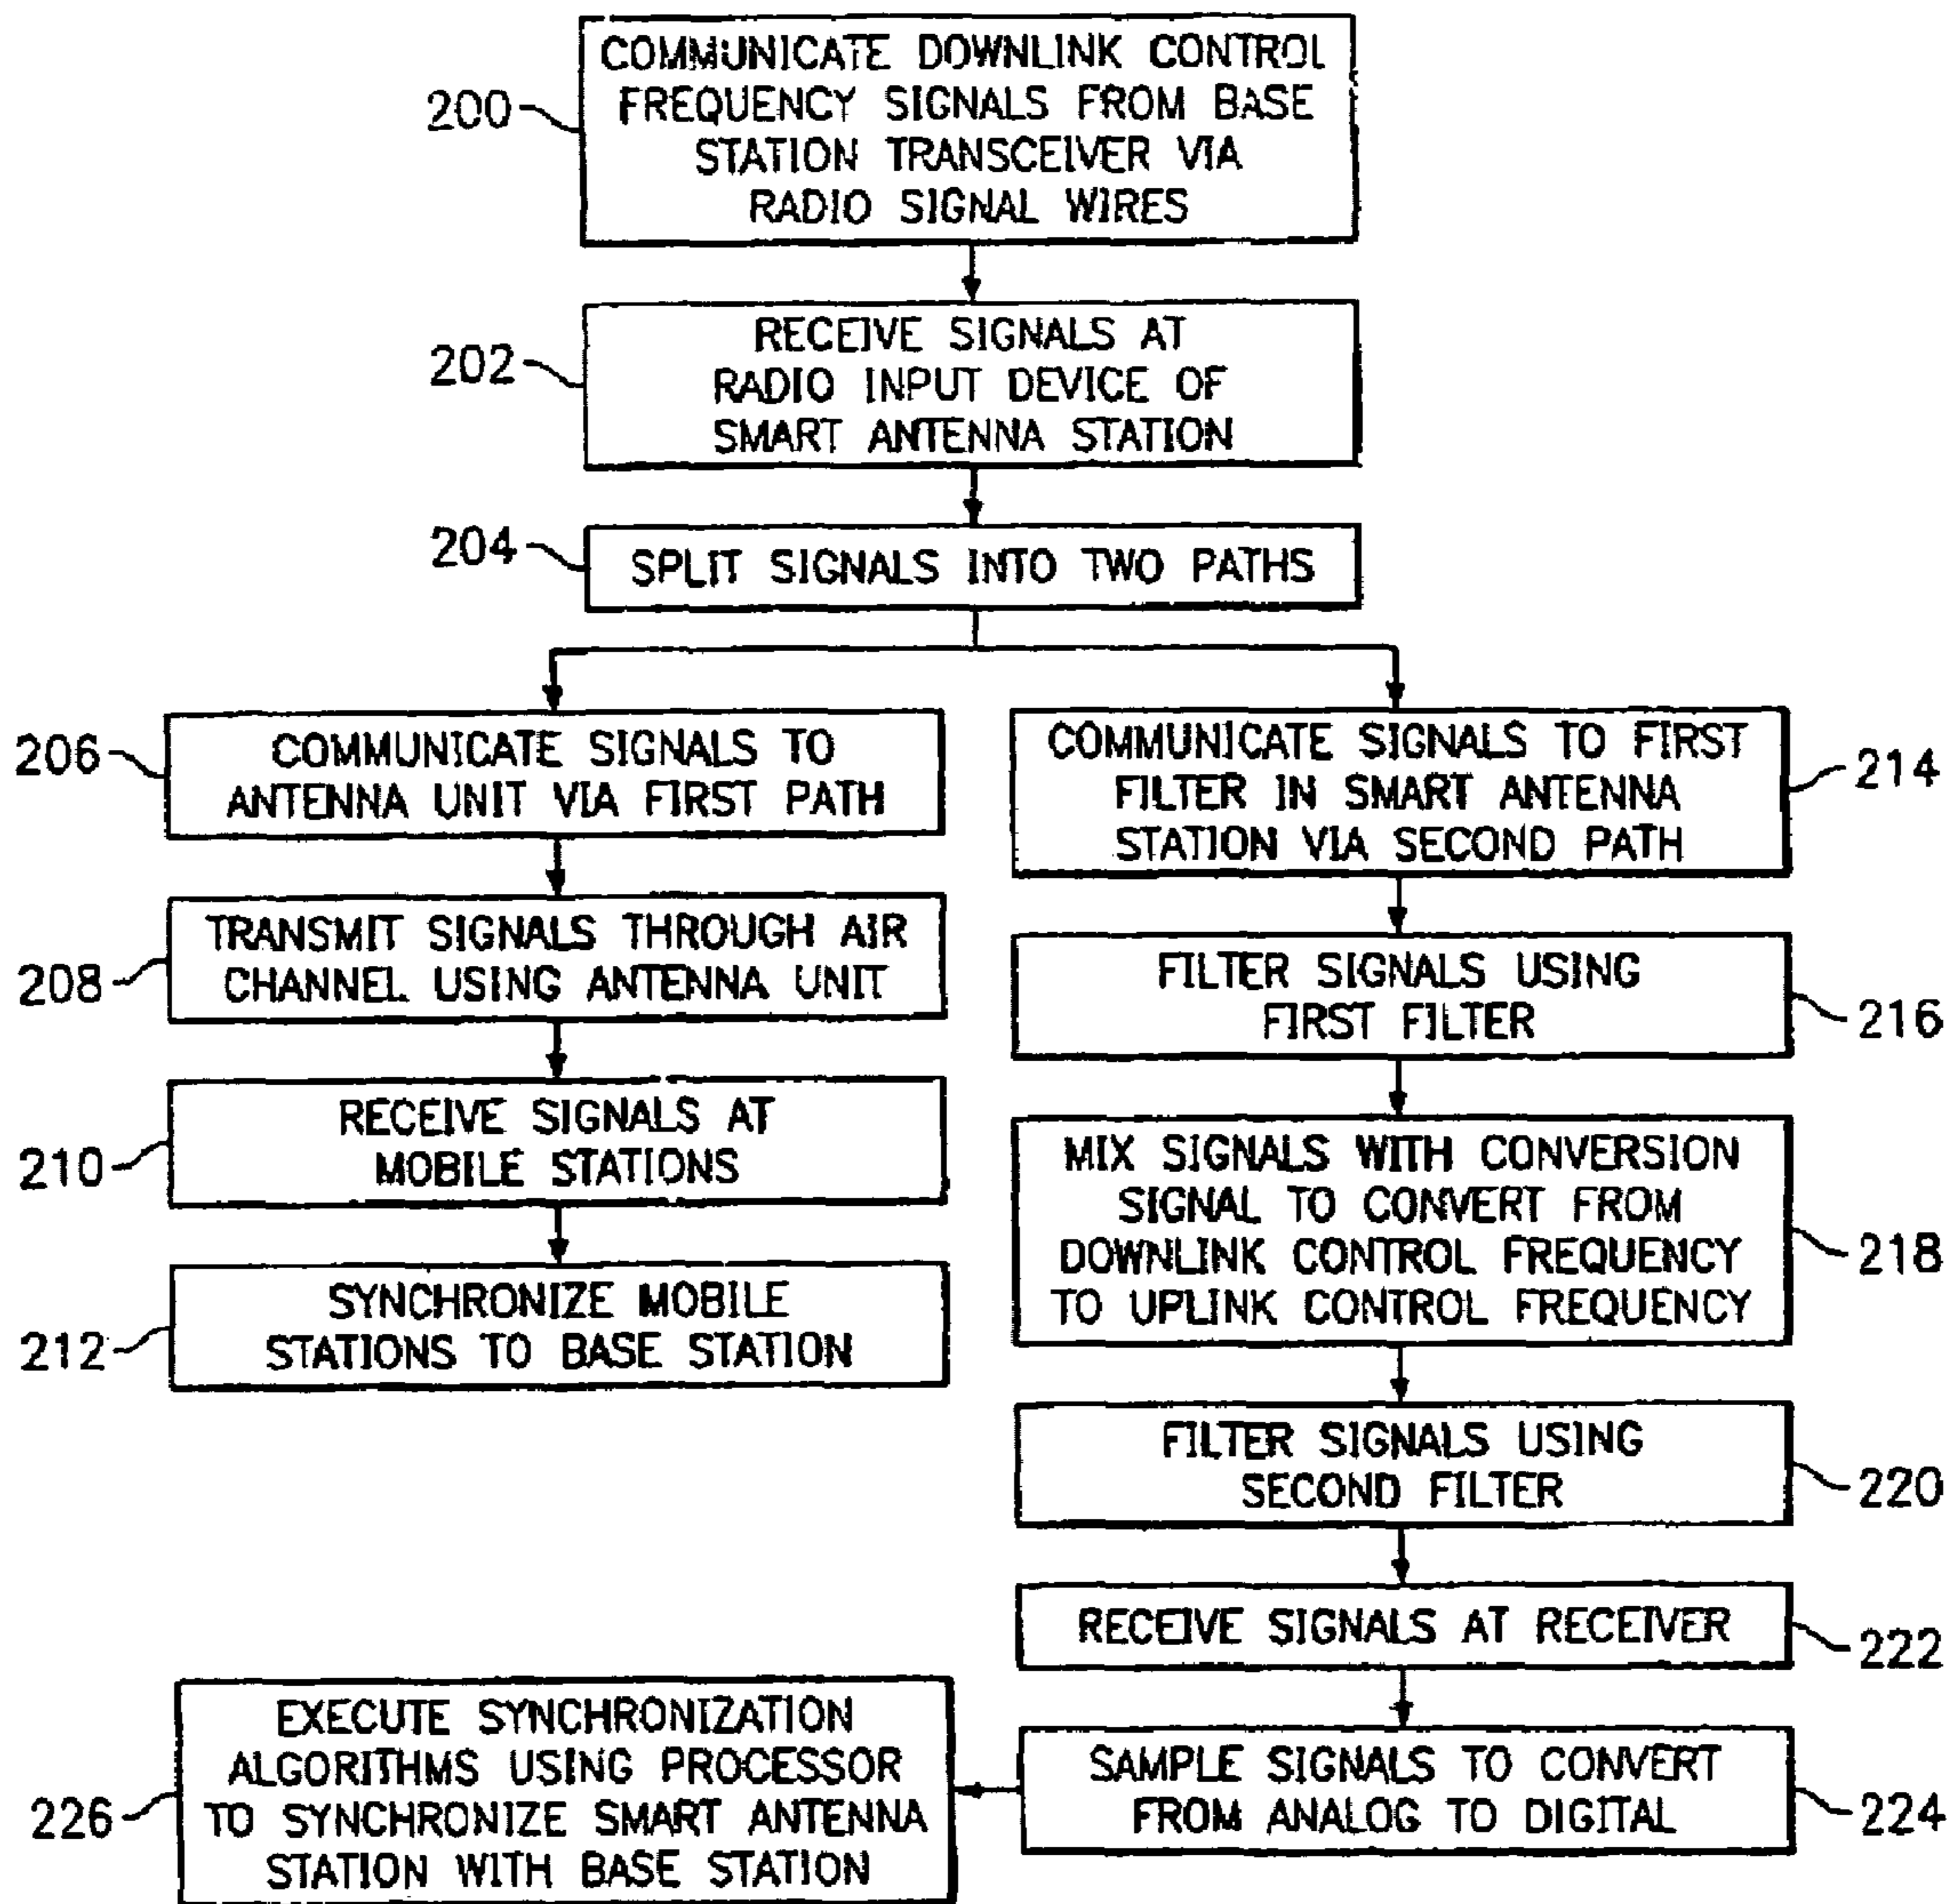 COMMUNICATE DOWNLINK CONTROL
FREQUENCY SIGNALS FROM BASE
STATION TRANSCEIVER VIA
RADIO SIGNAL WIRES
200
RECEIVE SIGNALS AT
RADIO INPUT DEVICE OF
SMART ANTENNA STATION
202
204
SPLIT SIGNALS INTO TWO PATHS
206
COMMUNICATE SIGNALS TO
ANTENNA UNIT VIA FIRST PATH
TRANSMIT SIGNALS THROUGH AIR
CHANNEL USING ANTENNA UNIT
208
RECEIVE SIGNALS AT
MOBILE STATIONS
210
SYNCHRONIZE MOBILE
STATIONS TO BASE STATION
212
COMMUNICATE SIGNALS TO FIRST
FILTER IN SMART ANTENNA
STATION VIA SECOND PATH
214
FILTER SIGNALS USING
FIRST FILTER
216
MIX SIGNALS WITH CONVERSION
SIGNAL TO CONVERT FROM
DOWNLINK CONTROL FREQUENCY
TO UPLINK CONTROL FREQUENCY
218
FILTER SIGNALS USING
SECOND FILTER
220
RECEIVE SIGNALS AT RECEIVER
222
SAMPLE SIGNALS TO CONVERT
FROM ANALOG TO DIGITAL
224
EXECUTE SYNCHRONIZATION
ALGORITHMS USING PROCESSOR
TO SYNCHRONIZE SMART ANTENNA
STATION WITH BASE STATION
226